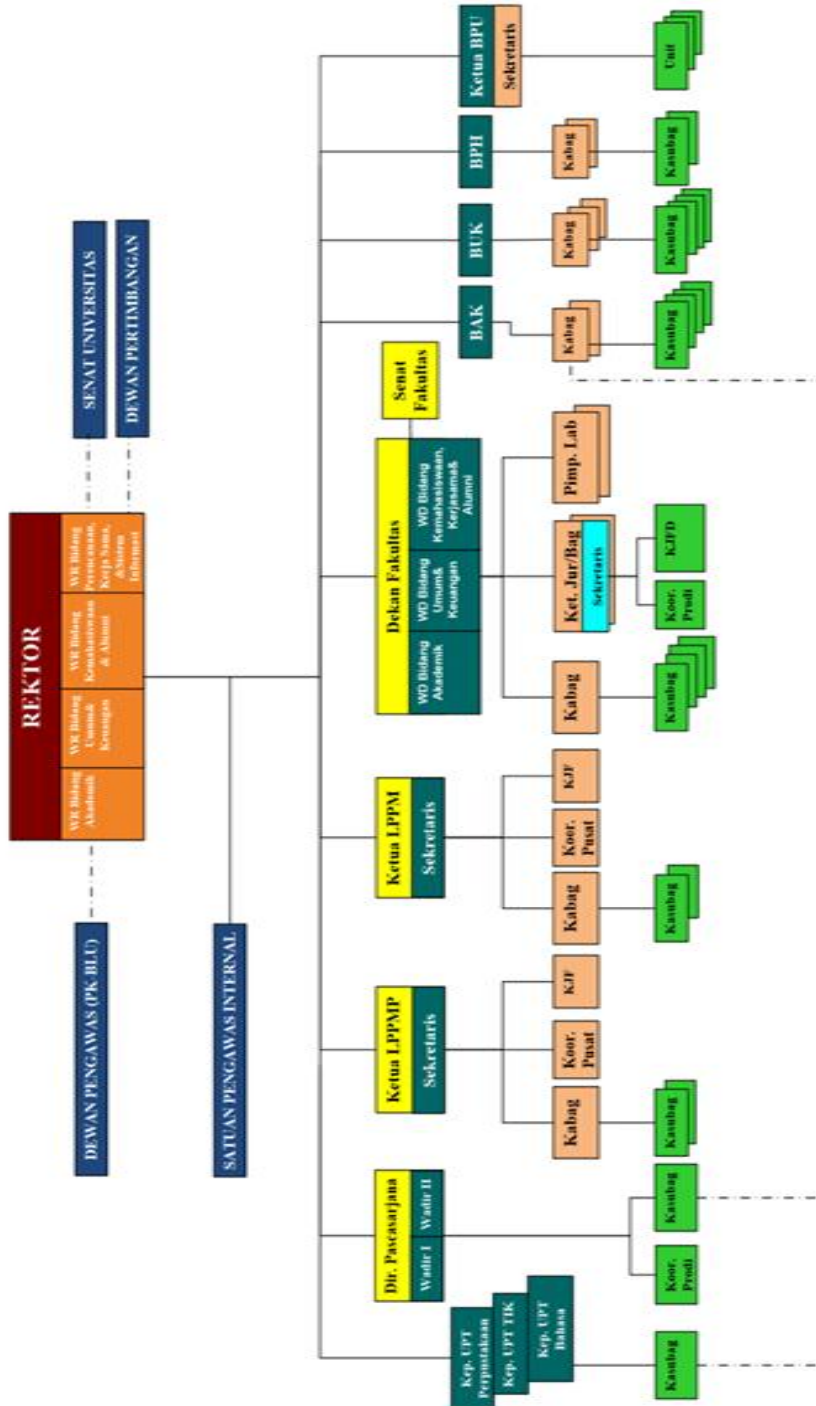 REKTOR
WR Bidang
Akademik
WR Bidang
Umum&
Keuangan
WR Bidang
Kemahasiswaan
& Alumni
WR Bidang
Perencanaan,
Kerja Sama,
&Sistem
Informasi
DEWAN PENGAWAS (PK-BLU)
SENAT UNIVERSITAS
DEWAN PERTIMBANGAN
SATUAN PENGAWAS INTERNAL
Dir. Pascasarjana
Wadir I
Wadir II
Ketua LPPMP
Sekretaris
Ketua LPPM
Sekretaris
Dekan Fakultas
WD Bidang
Akademik
WD Bidang
Umum&
Keuangan
WD Bidang
Kemahasiswaan,
Kerjasama&
Alumni
Senat
Fakultas
Kep. UPT
Perpustakaan
Kep. UPT TIK
Kep. UPT
Bahasa
BAK
BUK
BPH
Ketua BPU
Sekretaris
Kabag
Koor.
Pusat
KJF
Kabag
Koor.
Pusat
KJF
Kabag
Ket. Jur/Bag
Sekretaris
Pimp. Lab
Kabag
Kabag
Kabag
Kasubag
Koor.
Prodi
Kasubag
Kasubag
Kasubag
Kasubag
Koor.
Prodi
KJFD
Kasubag
Kasubag
Kasubag
Unit